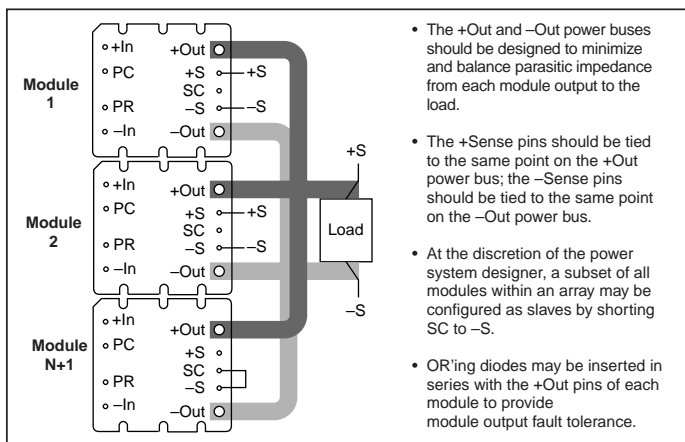 Module
1
+In
PC
PR
–In
+Out
+S
SC
–S
–Out
+S
–S
Module
2
+In
PC
PR
–In
+Out
+S
SC
–S
–Out
+S
–S
Module
N+1
+In
PC
PR
–In
+Out
+S
SC
–S
–Out
+S
Load
–S
• The +Out and –Out power buses
should be designed to minimize
and balance parasitic impedance
from each module output to the
load.
• The +Sense pins should be tied
to the same point on the +Out
power bus; the –Sense pins
should be tied to the same point
on the –Out power bus.
• At the discretion of the power
system designer, a subset of all
modules within an array may be
configured as slaves by shorting
SC to –S.
• OR'ing diodes may be inserted in
series with the +Out pins of each
module to provide
module output fault tolerance.